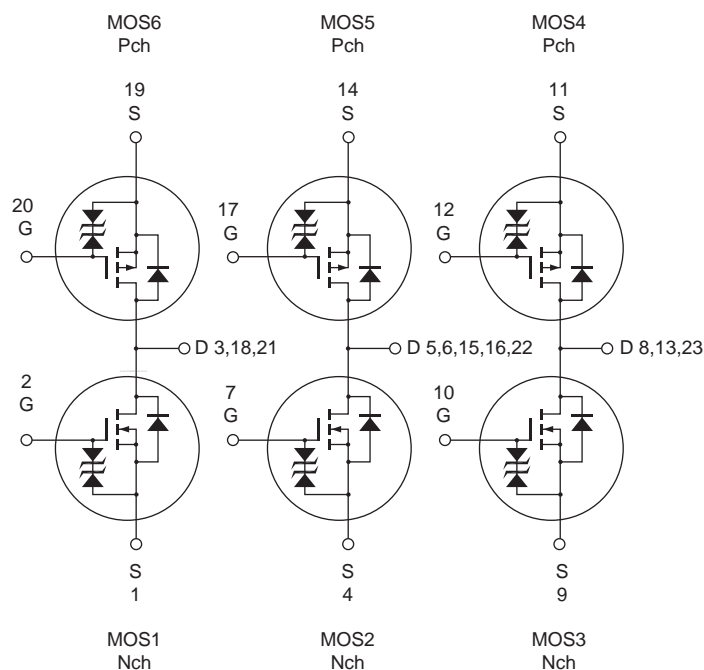 MOS6 MOS5 MOS4
Pch Pch Pch
19 14 11
S S S
20 17 12
G G G
D 3,18,21 D 5,6,15,16,22 D 8,13,23
2 7 10
G G G
S S S
1 4 9
MOS1 MOS2 MOS3
Nch Nch Nch